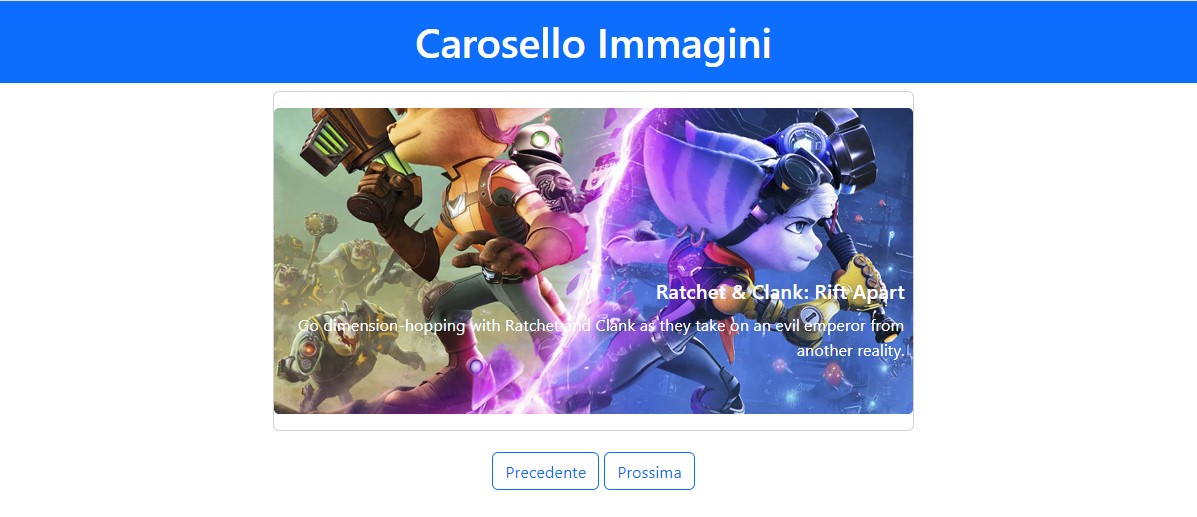 Carosello Immagini
Ratchet & Clank: Rift Apart
Go dimension-hopping with Ratchet and Clank as they take on an evil emperor from
another reality.
Precedente
Prossima